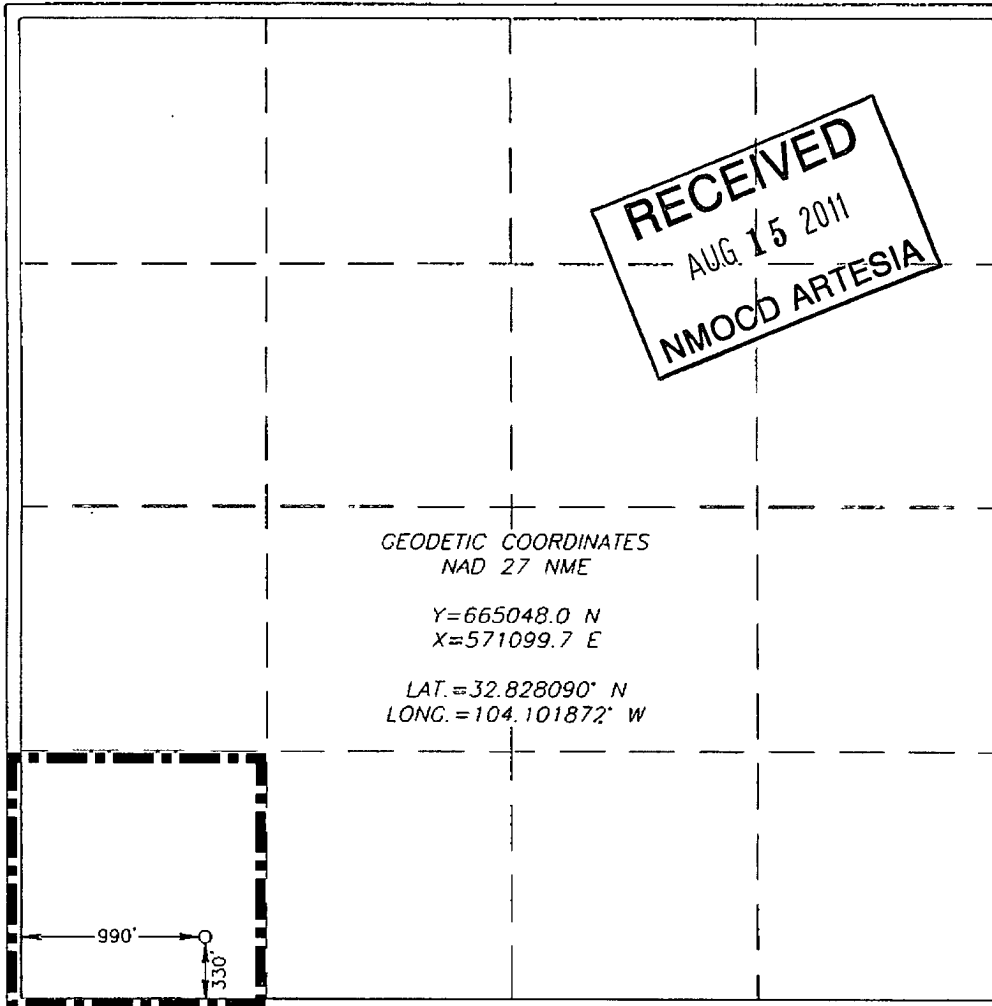 RECEIVED
AUG 15 2011
NMOCD ARTESIA
GEODETIC COORDINATES
NAD 27 NME
Y=665048.0 N
X=571099.7 E
LAT.=32.828090° N
LONG.=104.101872° W
990'
330'